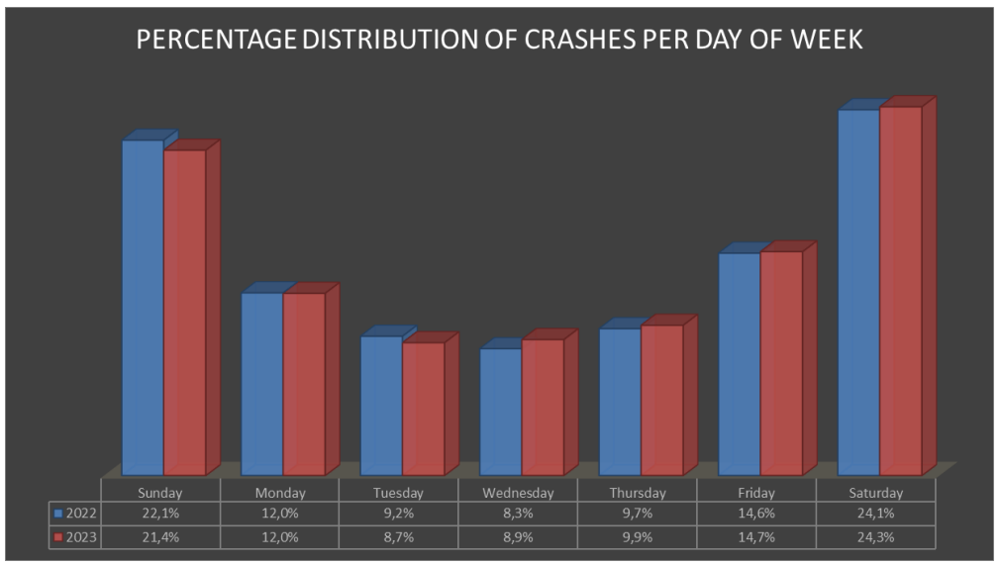 PERCENTAGE DISTRIBUTION OF CRASHES PER DAY OF WEEK
Sunday Monday Tuesday Wednesday Thursday Friday Saturday
2022 22,1% 12,0% 9,2% 8,3% 9,7% 14,6% 24,1%
2023 21,4% 12,0% 8,7% 8,9% 9,9% 14,7% 24,3%